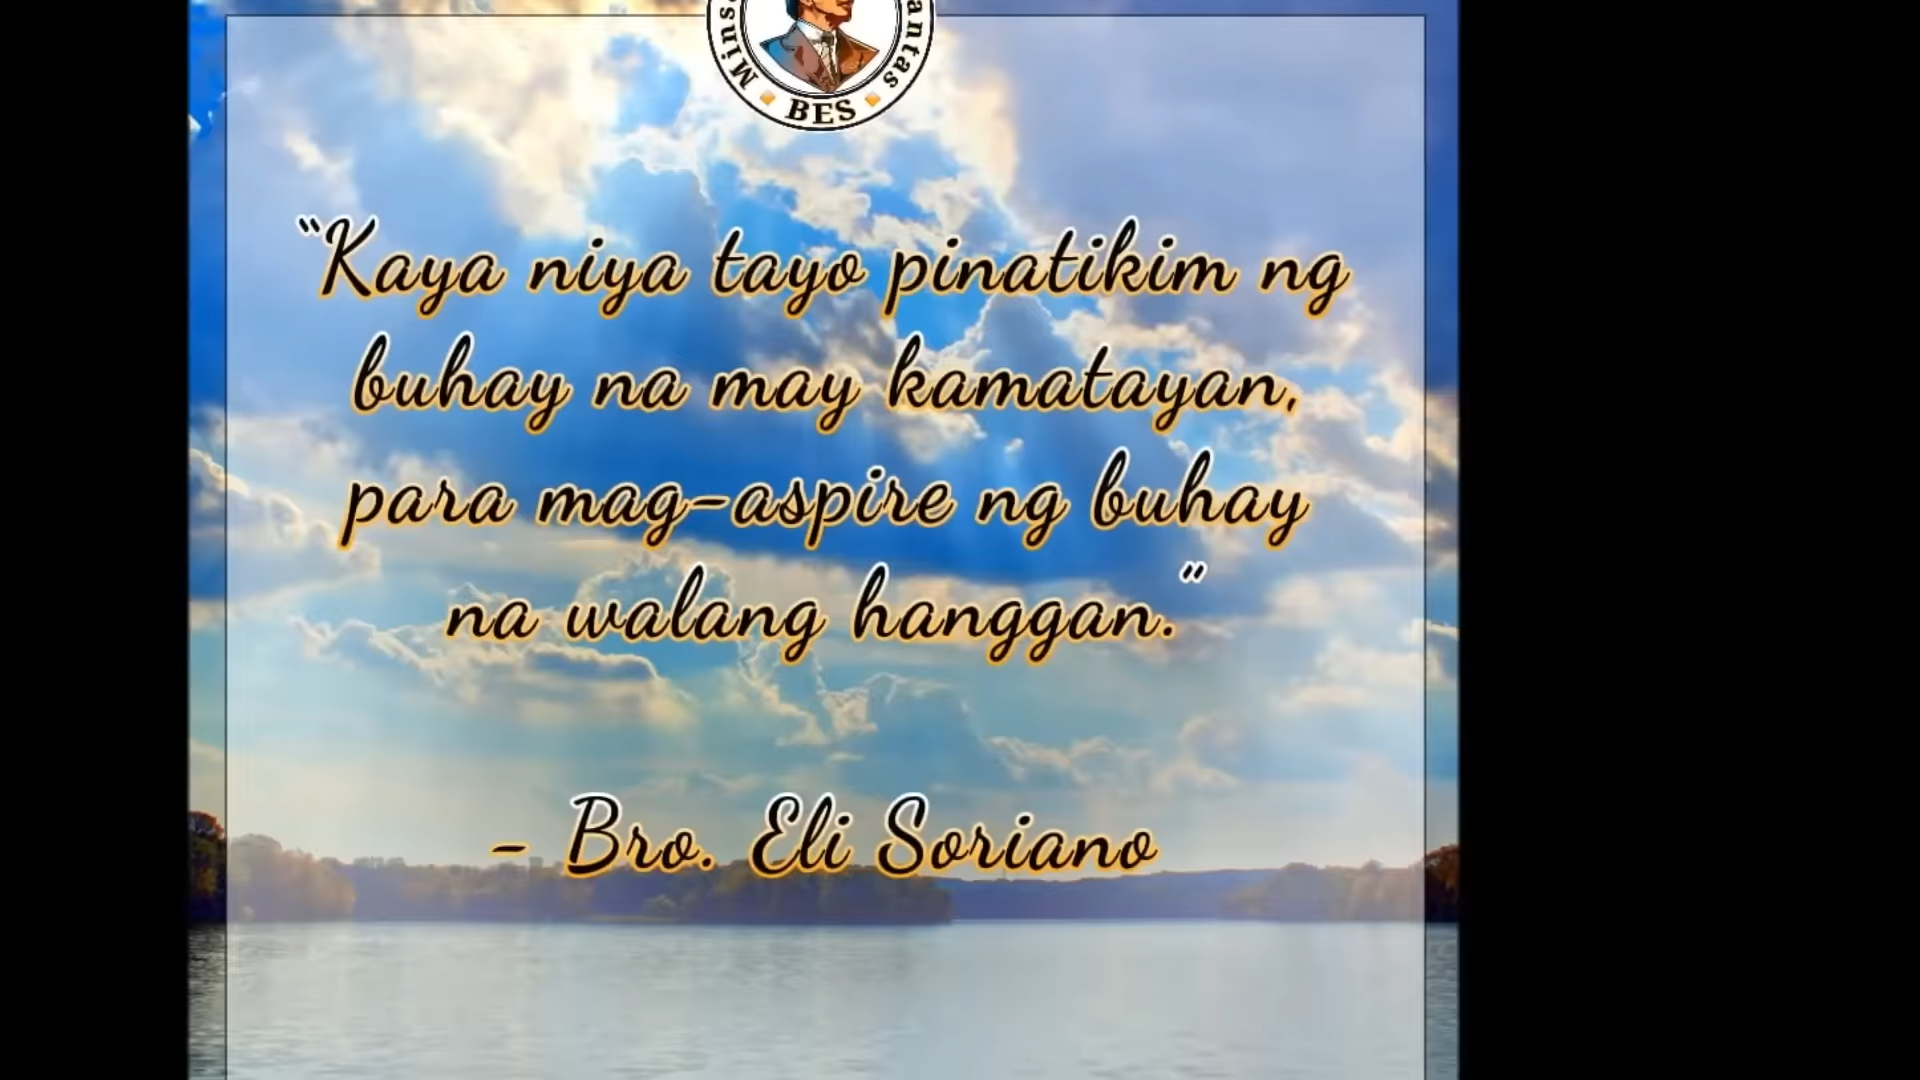 BES
“Kaya niya tayo pinatikim ng
buhay na may kamatayan,
para mag-aspire ng buhay
na walang hanggan.”
- Bro. Eli Soriano